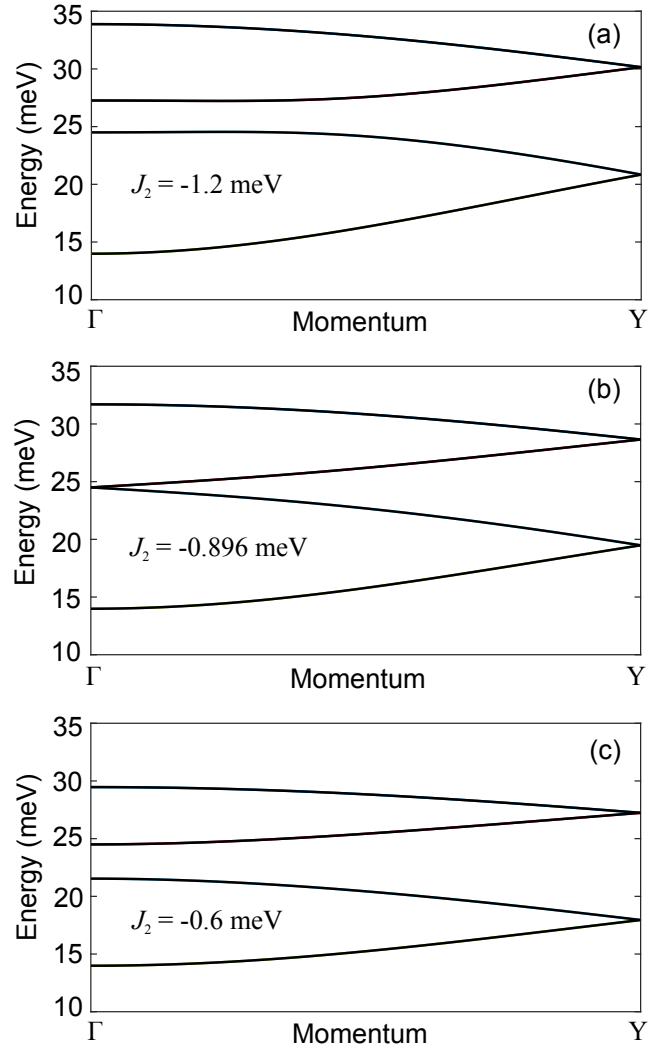 35
(a)
30
25
20
15
10
Energy (meV)
J₂ = -1.2 meV
Γ
Momentum
Y
35
(b)
30
25
20
15
10
Energy (meV)
J₂ = -0.896 meV
Γ
Momentum
Y
35
(c)
30
25
20
15
10
Energy (meV)
J₂ = -0.6 meV
Γ
Momentum
Y